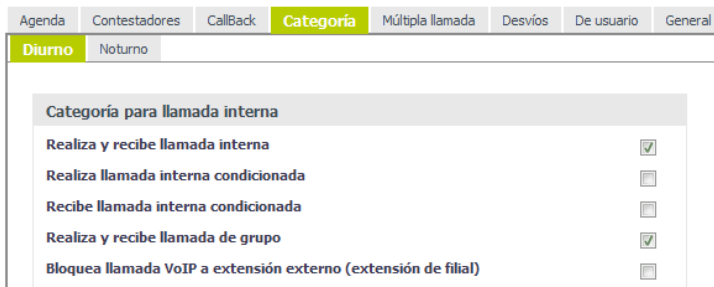 Agenda Contestadores CallBack Categoría Múltipla llamada Desvíos De usuario General
Diurno Noturno
Categoría para llamada interna
Realiza y recibe llamada interna
Realiza llamada interna condicionada
Recibe llamada interna condicionada
Realiza y recibe llamada de grupo
Bloquea llamada VoIP a extensión externo (extensión de filial)